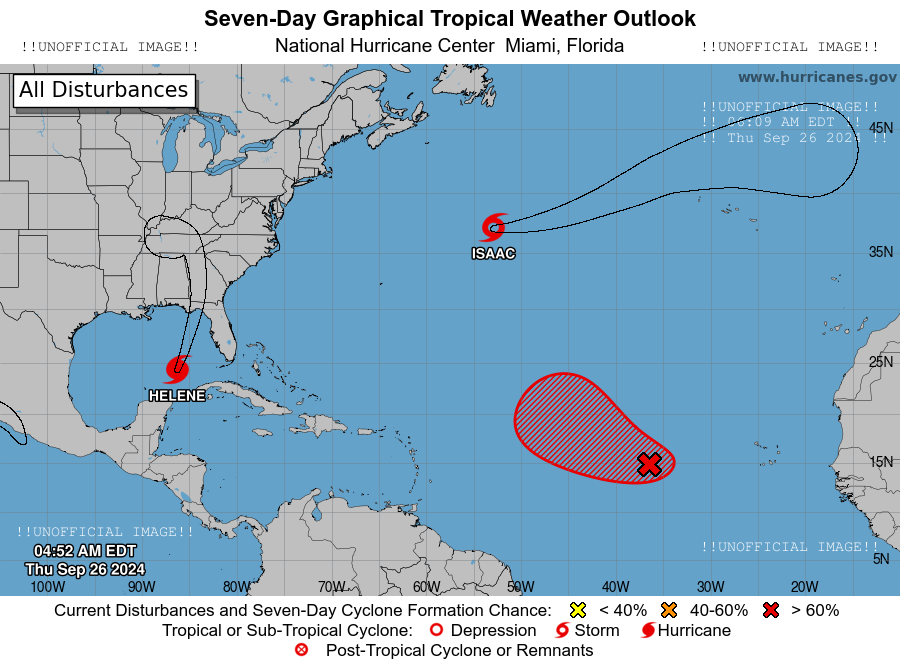 Seven-Day Graphical Tropical Weather Outlook
!!UNOFFICIAL IMAGE!!
National Hurricane Center Miami, Florida
!!UNOFFICIAL IMAGE!!
All Disturbances
www.hurricanes.gov
!!UNOFFICIAL IMAGE!!
!! 06:09 AM EDT !!
!! Thu Sep 26 2024 !!
45N
ISAAC
35N
25N
HELENE
15N
!!UNOFFICIAL IMAGE!!
04:52 AM EDT
Thu Sep 26 2024
!!UNOFFICIAL IMAGE!!
5N
100W 90W 80W 70W 60W 50W 40W 30W 20W
Current Disturbances and Seven-Day Cyclone Formation Chance: < 40% 40-60% > 60%
Tropical or Sub-Tropical Cyclone: Depression Storm Hurricane
Post-Tropical Cyclone or Remnants